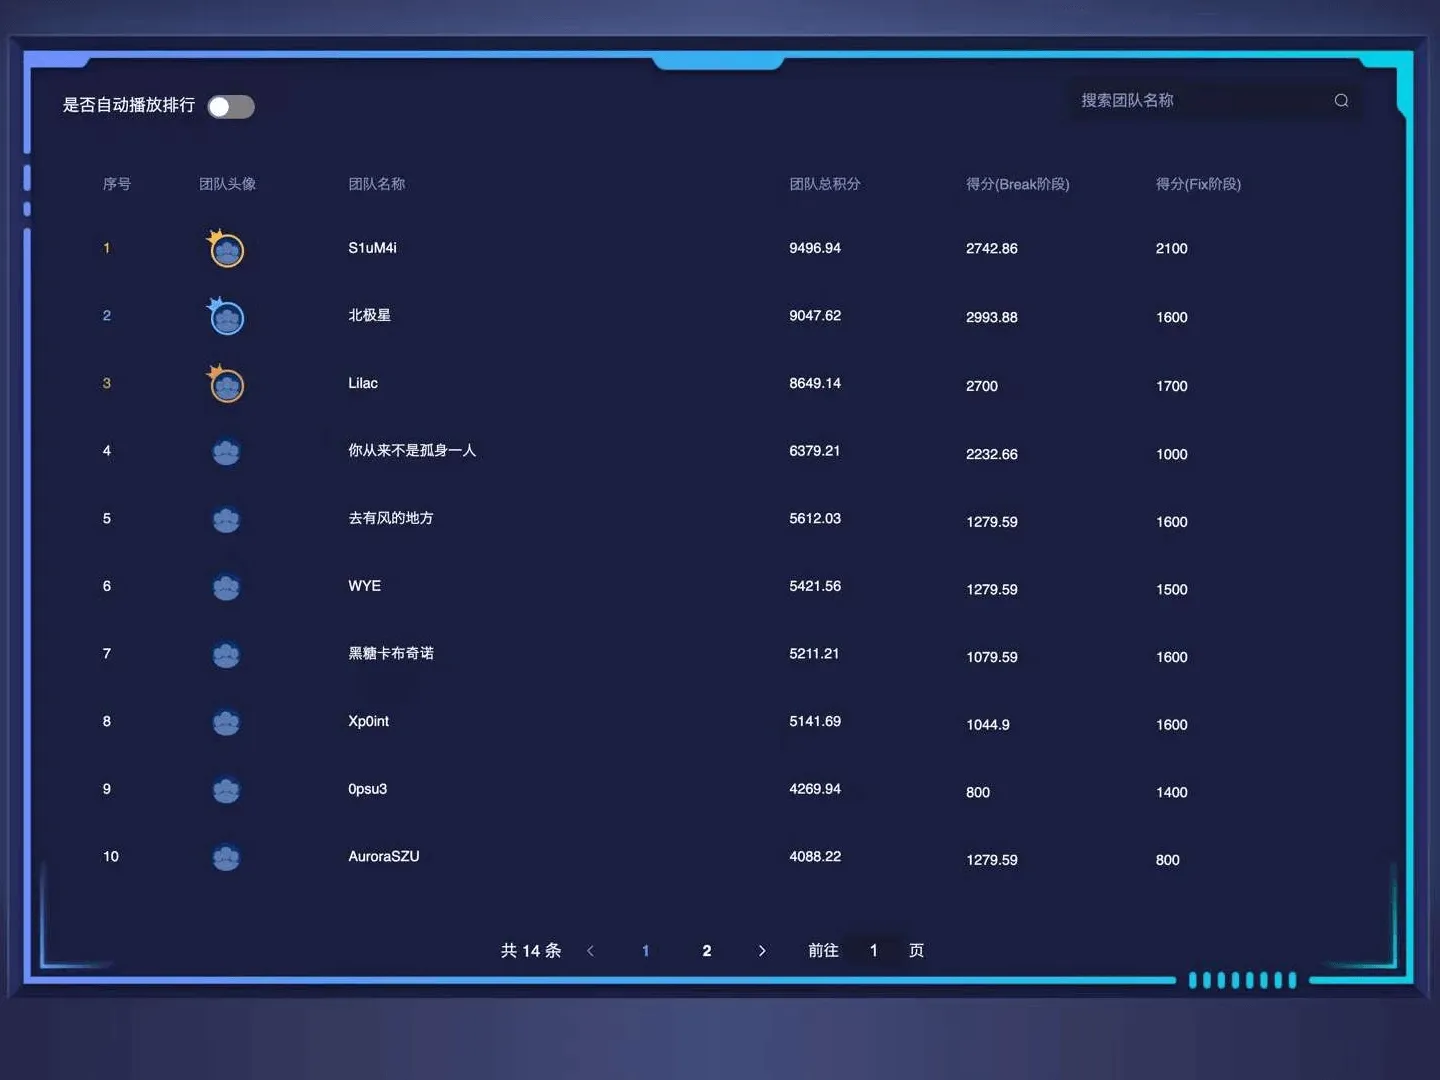 是否自动播放排行
搜索团队名称
序号 团队头像 团队名称 团队总积分 得分(Break阶段) 得分(Fix阶段)
1 S1uM4i 9496.94 2742.86 2100
2 北极星 9047.62 2993.88 1600
3 Lilac 8649.14 2700 1700
4 你从来不是孤身一人 6379.21 2232.66 1000
5 去有风的地方 5612.03 1279.59 1600
6 WYE 5421.56 1279.59 1500
7 黑糖卡布奇诺 5211.21 1079.59 1600
8 Xp0int 5141.69 1044.9 1600
9 0psu3 4269.94 800 1400
10 AuroraSZU 4088.22 1279.59 800
共 14 条 < 1 2 > 前往 1 页